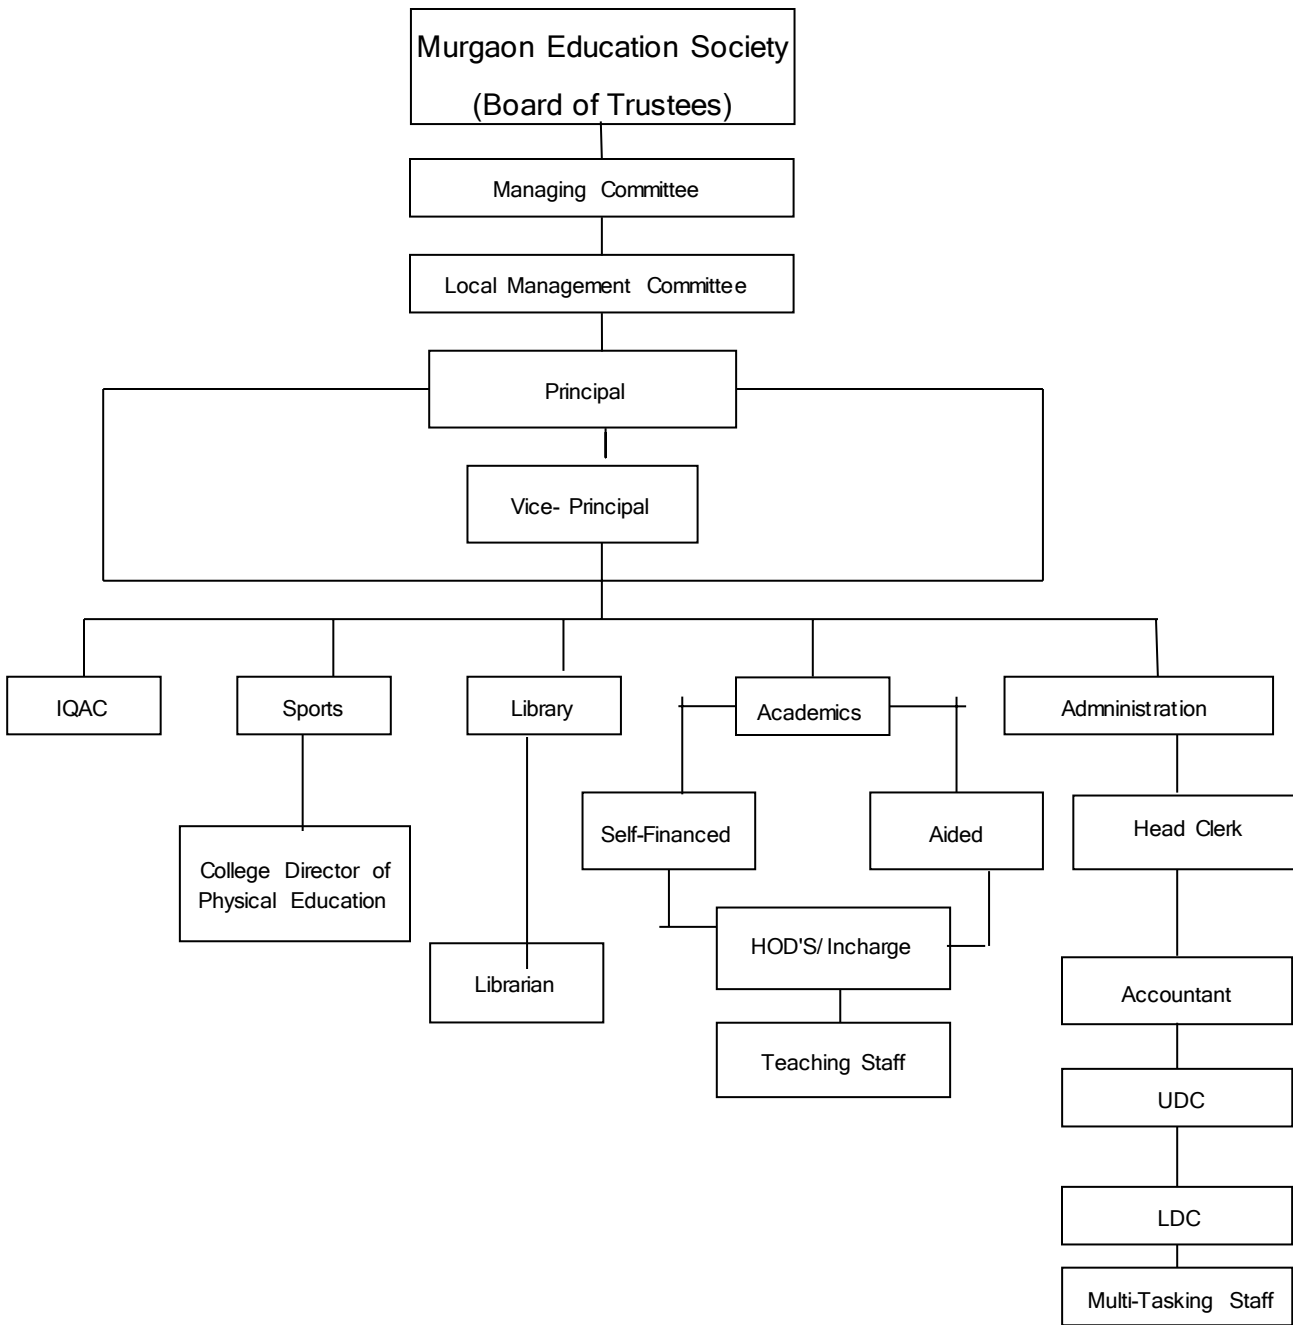 Murgaon Education Society
(Board of Trustees)
Managing Committee
Local Management Committee
Principal
Vice- Principal
IQAC
Sports
Library
Academics
Admninistration
Self-Financed
Aided
Head Clerk
College Director of
Physical Education
HOD'S/ Incharge
Librarian
Accountant
Teaching Staff
UDC
LDC
Multi-Tasking Staff